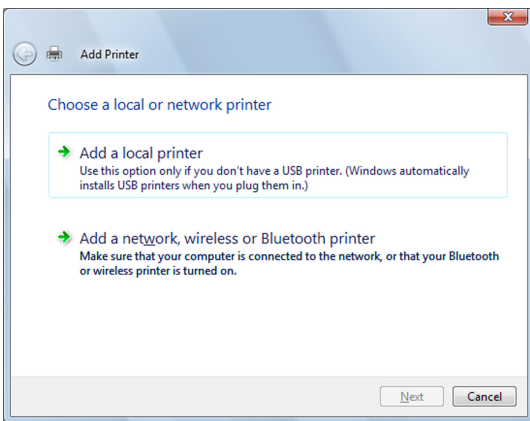 Add Printer
Choose a local or network printer
Add a local printer
Use this option only if you don't have a USB printer. (Windows automatically
installs USB printers when you plug them in.)
Add a network, wireless or Bluetooth printer
Make sure that your computer is connected to the network, or that your Bluetooth
or wireless printer is turned on.
Next Cancel